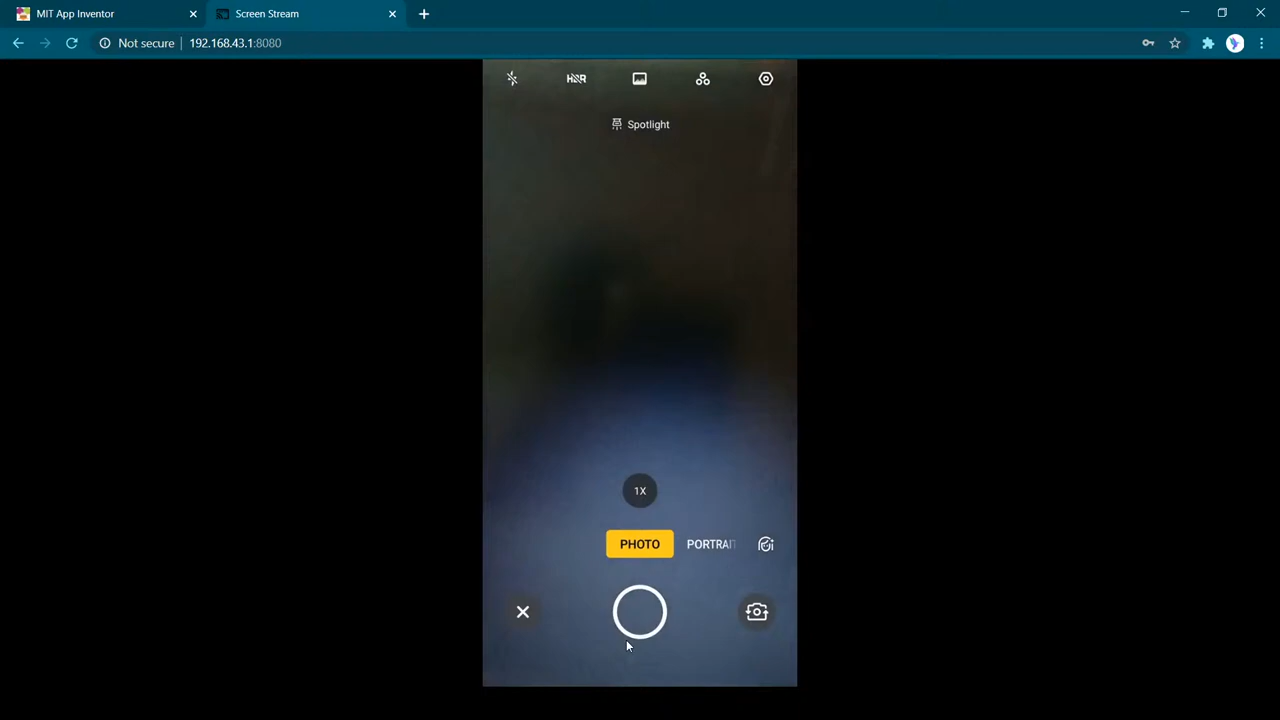 MIT App Inventor
Screen Stream
Not secure
192.168.43.1:8080
HDR
Spotlight
1X
PHOTO
PORTRAI